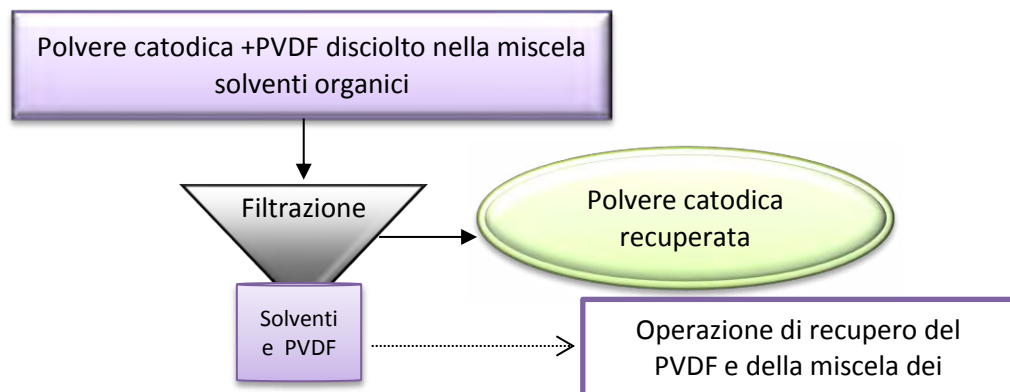 Polvere catodica +PVDF disciolto nella miscela
solventi organici
Filtrazione
Polvere catodica
recuperata
Solventi
e PVDF
Operazione di recupero del
PVDF e della miscela dei